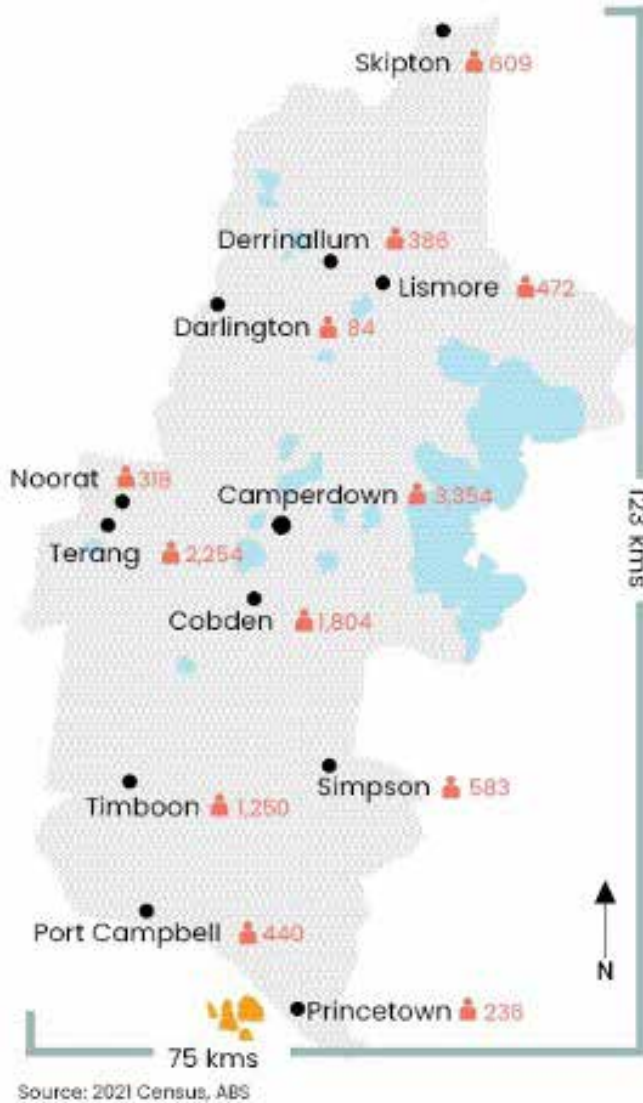 Skipton 609
Derrinallum 386
Lismore 472
Darlington 84
Noorat 318
Camperdown 3,354
Terang 2,254
Cobden 1,804
Simpson 583
Timboon 1,250
Port Campbell 440
N
Princetown 236
123 kms
75 kms
Source: 2021 Census, ABS